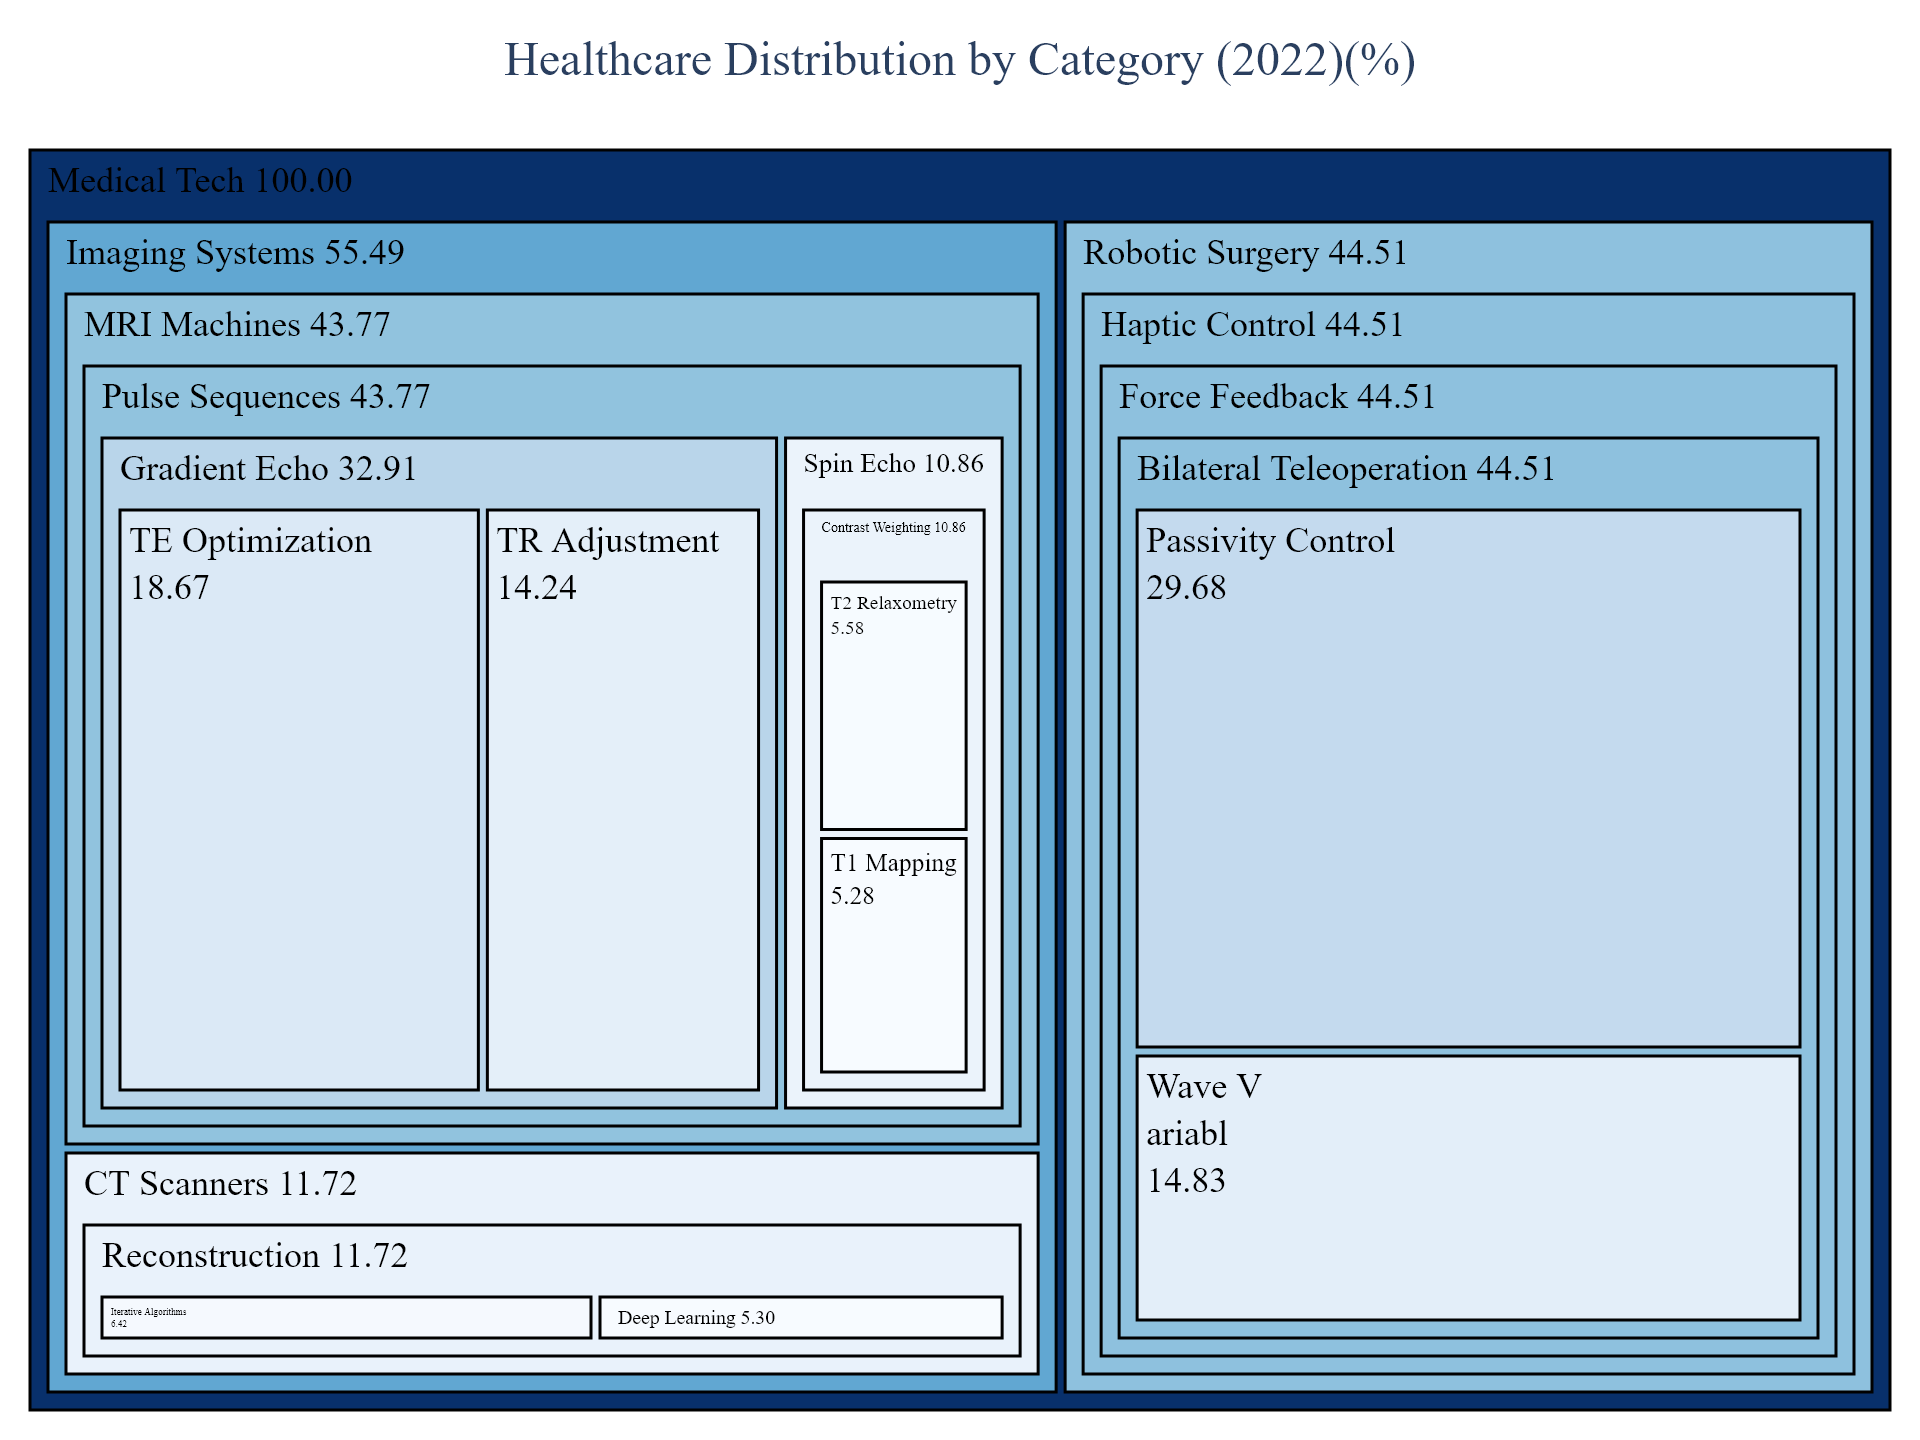 Healthcare Distribution by Category (2022)(%)
Medical Tech 100.00
Imaging Systems 55.49
MRI Machines 43.77
Pulse Sequences 43.77
Gradient Echo 32.91
TE Optimization
18.67
TR Adjustment
14.24
Spin Echo 10.86
Contrast Weighting 10.86
T2 Relaxometry
5.58
T1 Mapping
5.28
CT Scanners 11.72
Reconstruction 11.72
Iterative Algorithms
6.42
Deep Learning 5.30
Robotic Surgery 44.51
Haptic Control 44.51
Force Feedback 44.51
Bilateral Teleoperation 44.51
Passivity Control
29.68
Wave V
ariabl
14.83